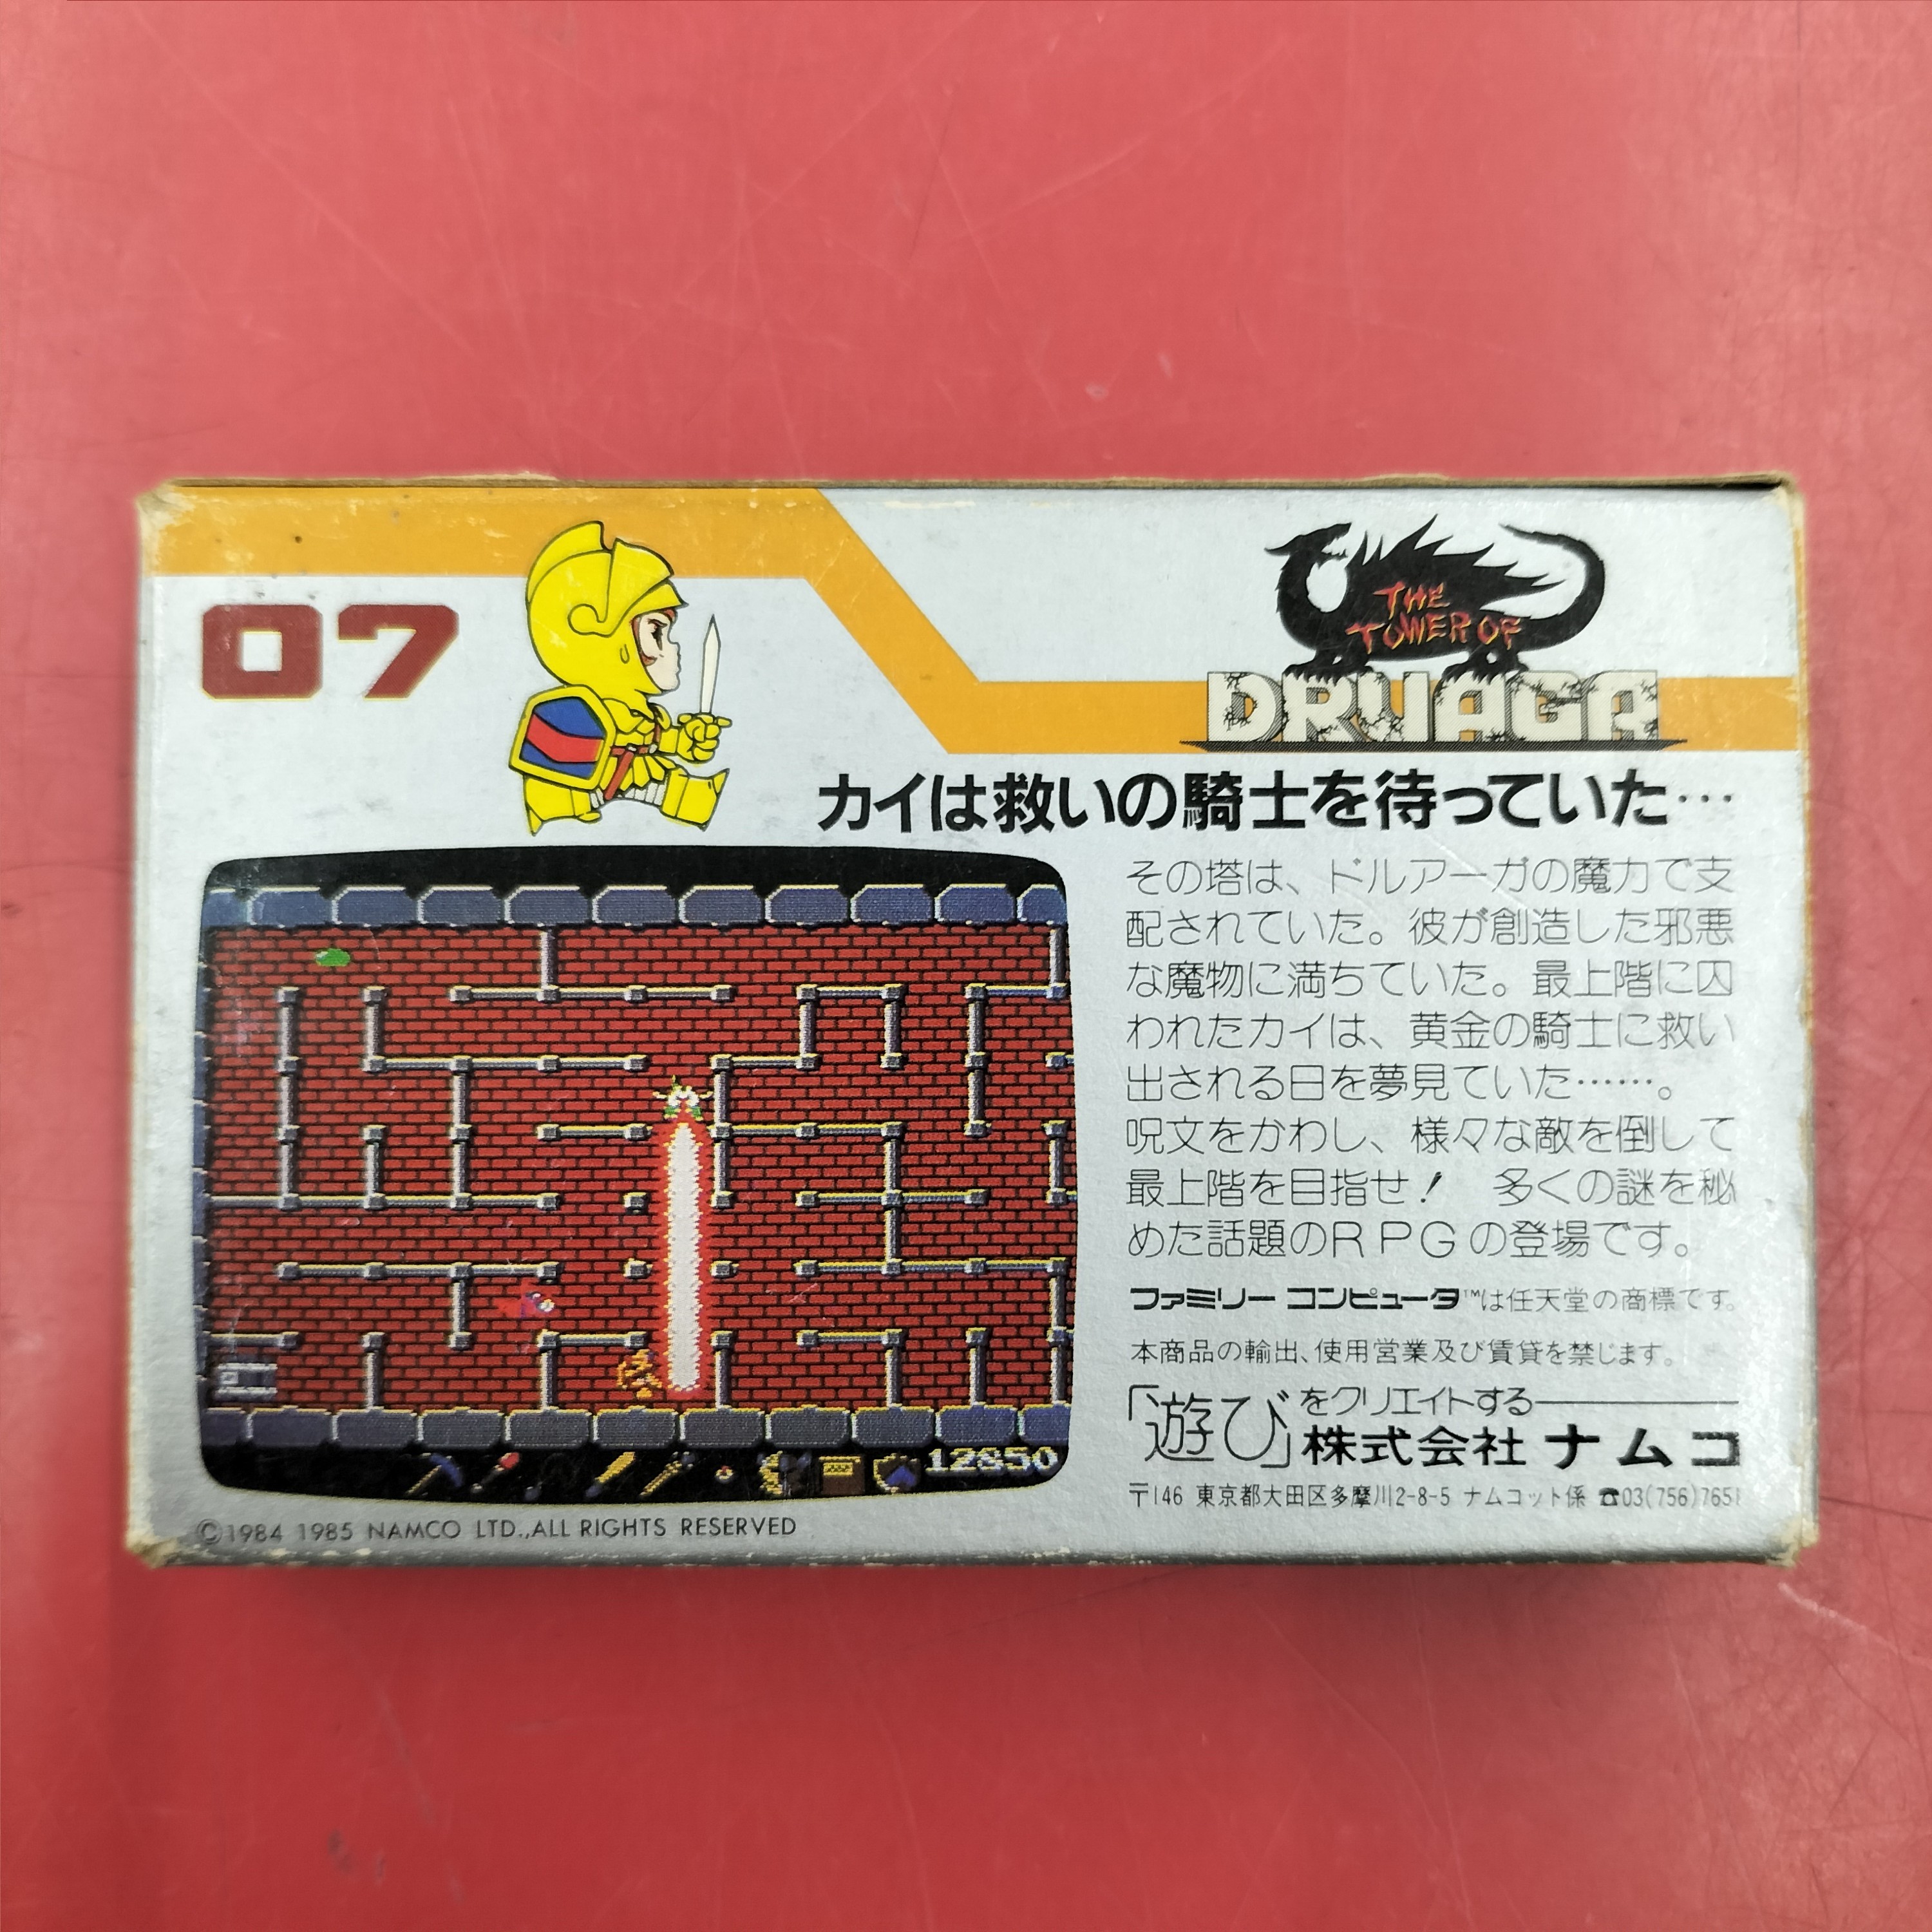 07
THE
TOWER OF
DRUAGA
カイは救いの騎士を待っていた…
その塔は、ドルアーガの魔力で支
配されていた。彼が創造した邪悪
な魔物に満ちていた。最上階に囚
われたカイは、黄金の騎士に救い
出される日を夢見ていた……。
呪文をかわし、様々な敵を倒して
最上階を目指せ！ 多くの謎を秘
めた話題のRPGの登場です。
ファミリー コンピュータ™は任天堂の商標です。
本商品の輸出、使用営業及び賃貸を禁じます。
「遊び」をクリエイトする
株式会社 ナムコ
〒146 東京都大田区多摩川2-8-5 ナムコット係 ☎03(756)7651
12850
©1984 1985 NAMCO LTD.,ALL RIGHTS RESERVED